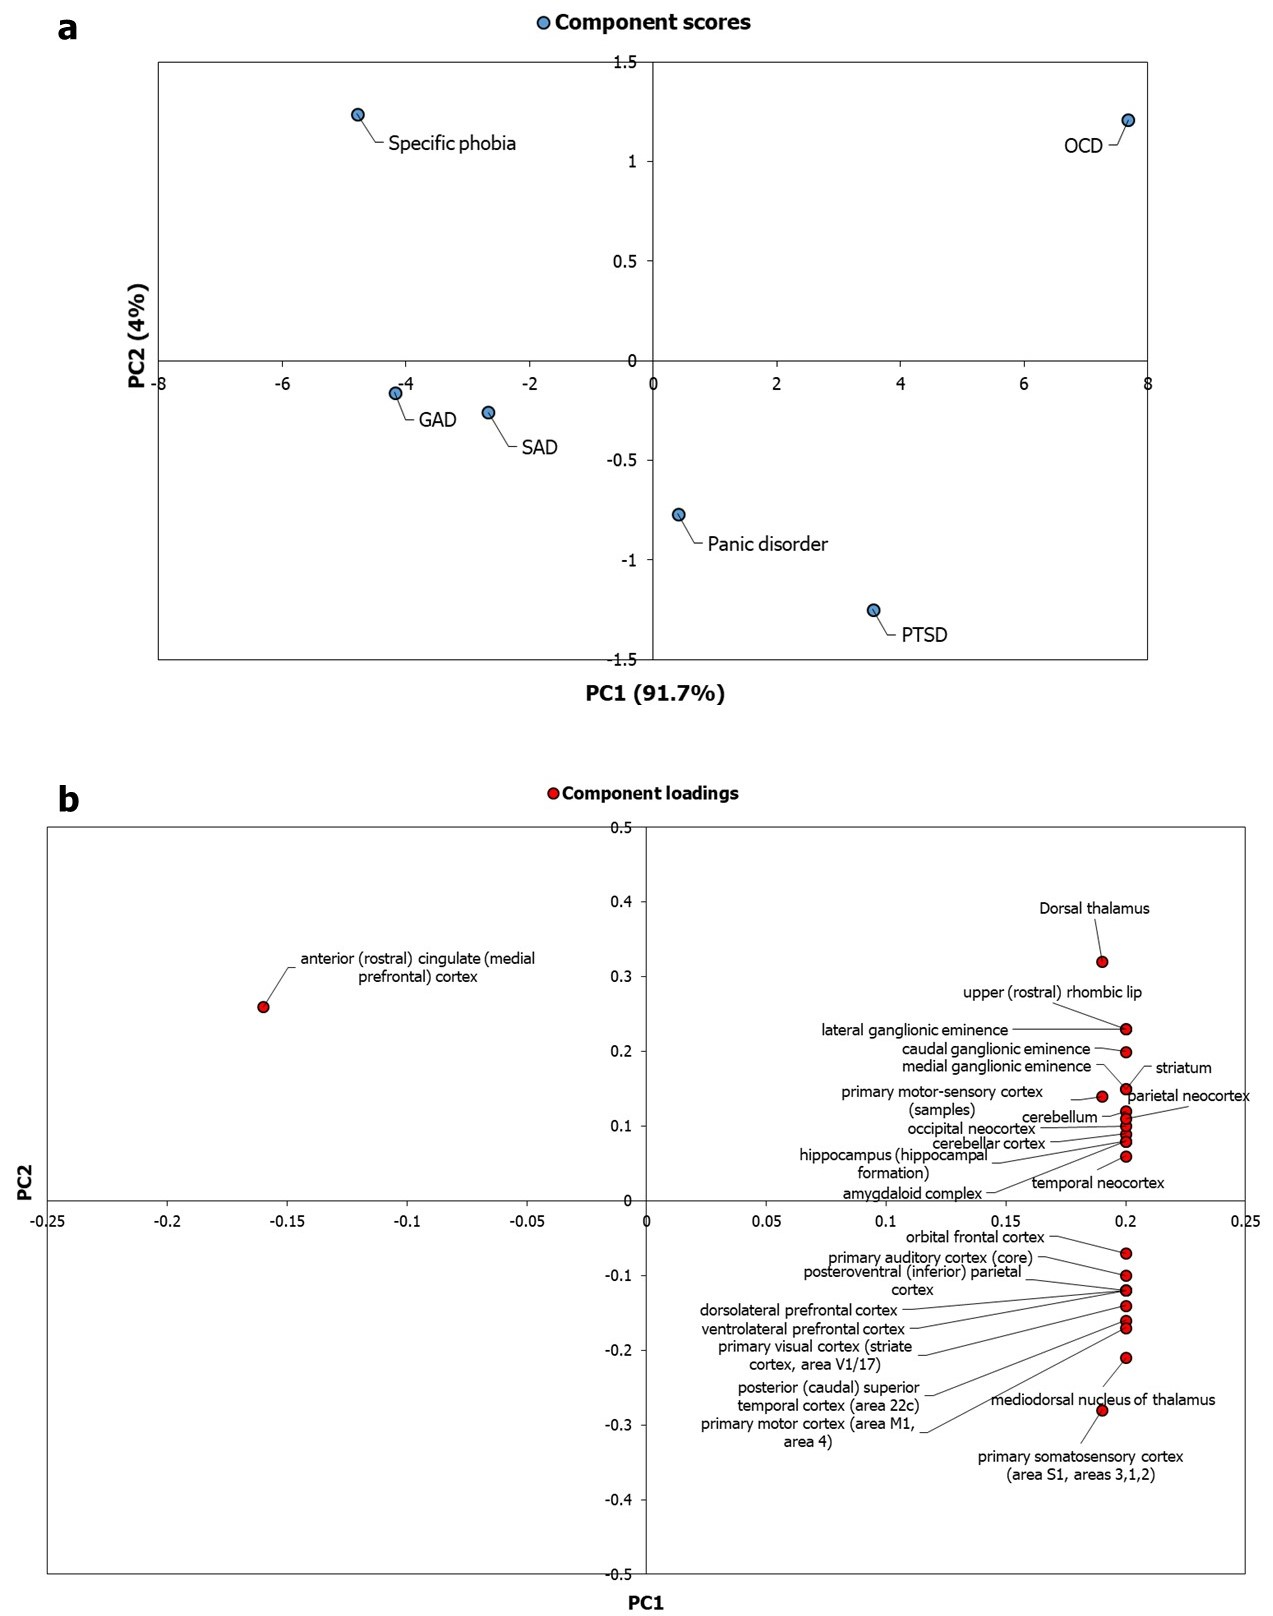 a
Component scores
1.5
Specific phobia
OCD
1
0.5
PC2 (4%)
0
-8
-6
-4
-2
0
2
4
6
8
GAD
SAD
-0.5
Panic disorder
-1
PTSD
-1.5
PC1 (91.7%)
b
Component loadings
0.5
0.4
Dorsal thalamus
anterior (rostral) cingulate (medial
prefrontal) cortex
0.3
upper (rostral) rhombic lip
lateral ganglionic eminence
0.2
caudal ganglionic eminence
medial ganglionic eminence
striatum
primary motor-sensory cortex
(samples)
parietal neocortex
cerebellum
0.1
occipital neocortex
cerebellar cortex
hippocampus (hippocampal
formation)
temporal neocortex
amygdaloid complex
PC2
0
-0.25
-0.2
-0.15
-0.1
-0.05
0
0.05
0.1
0.15
0.2
0.25
orbital frontal cortex
primary auditory cortex (core)
posteroventral (inferior) parietal
cortex
-0.1
dorsolateral prefrontal cortex
ventrolateral prefrontal cortex
primary visual cortex (striate
cortex, area V1/17)
-0.2
posterior (caudal) superior
temporal cortex (area 22c)
mediodorsal nucleus of thalamus
primary motor cortex (area M1,
area 4)
-0.3
primary somatosensory cortex
(area S1, areas 3,1,2)
-0.4
-0.5
PC1